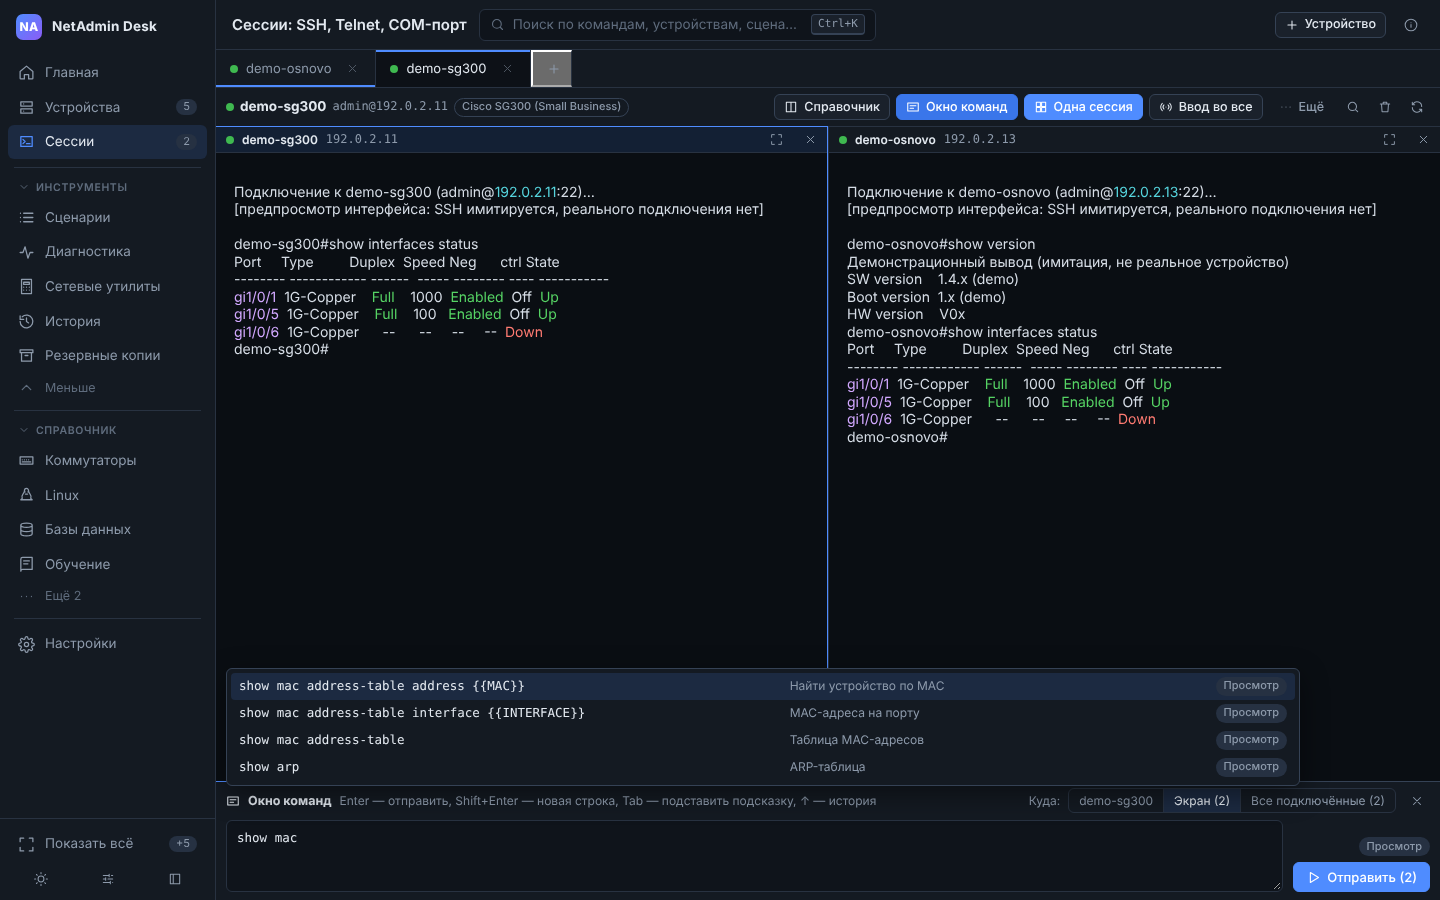 NA NetAdmin Desk
Главная
Устройства 5
Сессии 2
ИНСТРУМЕНТЫ
Сценарии
Диагностика
Сетевые утилиты
История
Резервные копии
Меньше
СПРАВОЧНИК
Коммутаторы
Linux
Базы данных
Обучение
Ещё 2
Настройки
Показать всё +5
Сессии: SSH, Telnet, COM-порт
Поиск по командам, устройствам, сцена... Ctrl+K
+ Устройство
demo-osnovo ×
demo-sg300 ×
+
demo-sg300 admin@192.0.2.11 Cisco SG300 (Small Business)
Справочник
Окно команд
Одна сессия
Ввод во все
··· Ещё
demo-sg300 192.0.2.11
Подключение к demo-sg300 (admin@192.0.2.11:22)...
[предпросмотр интерфейса: SSH имитируется, реального подключения нет]
demo-sg300#show interfaces status
Port Type Duplex Speed Neg ctrl State
-------- ------------ ------ ----- -------- ---- -----------
gi1/0/1 1G-Copper Full 1000 Enabled Off Up
gi1/0/5 1G-Copper Full 100 Enabled Off Up
gi1/0/6 1G-Copper -- -- -- -- Down
demo-sg300#
demo-osnovo 192.0.2.13
Подключение к demo-osnovo (admin@192.0.2.13:22)...
[предпросмотр интерфейса: SSH имитируется, реального подключения нет]
demo-osnovo#show version
Демонстрационный вывод (имитация, не реальное устройство)
SW version 1.4.x (demo)
Boot version 1.x (demo)
HW version V0x
demo-osnovo#show interfaces status
Port Type Duplex Speed Neg ctrl State
-------- ------------ ------ ----- -------- ---- -----------
gi1/0/1 1G-Copper Full 1000 Enabled Off Up
gi1/0/5 1G-Copper Full 100 Enabled Off Up
gi1/0/6 1G-Copper -- -- -- -- Down
demo-osnovo#
show mac address-table address {{MAC}} Найти устройство по MAC Просмотр
show mac address-table interface {{INTERFACE}} MAC-адреса на порту Просмотр
show mac address-table Таблица MAC-адресов Просмотр
show arp ARP-таблица Просмотр
Окно команд Enter — отправить, Shift+Enter — новая строка, Tab — подставить подсказку, ↑ — история
Куда: demo-sg300 Экран (2) Все подключённые (2)
show mac
Просмотр
Отправить (2)